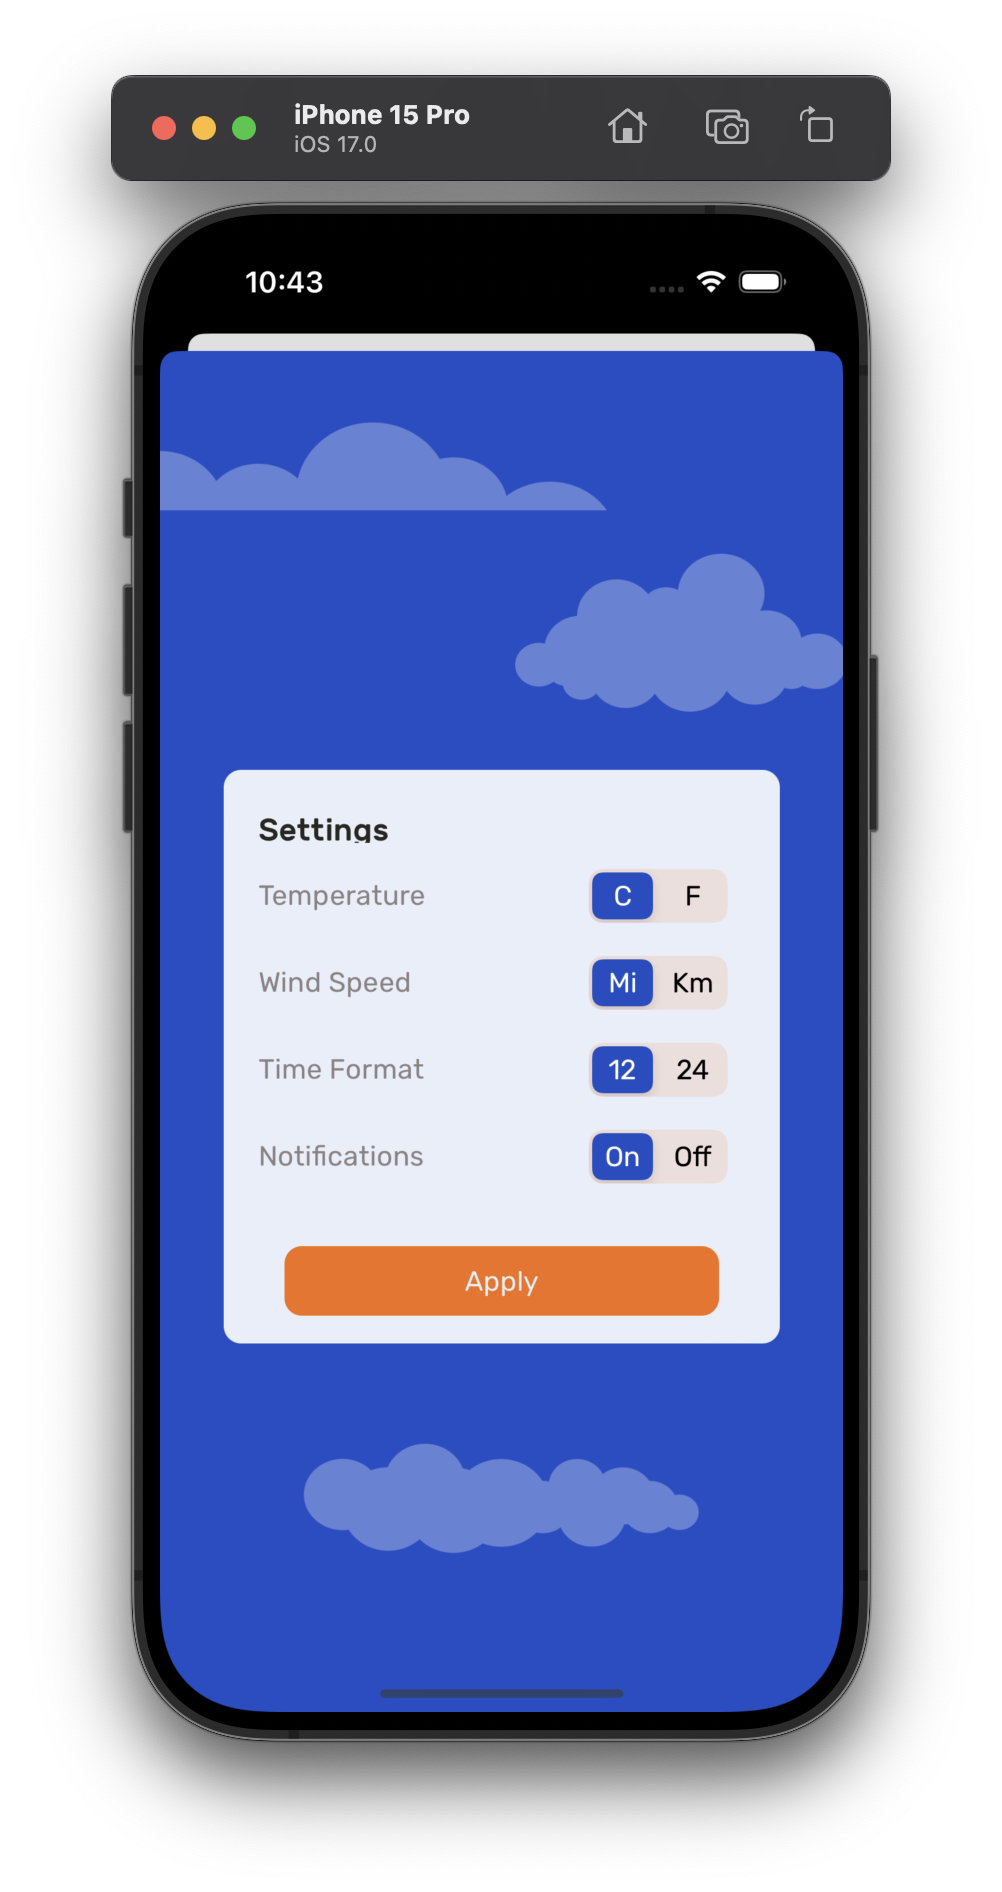 iPhone 15 Pro
iOS 17.0
10:43
Settings
Temperature C F
Wind Speed Mi Km
Time Format 12 24
Notifications On Off
Apply